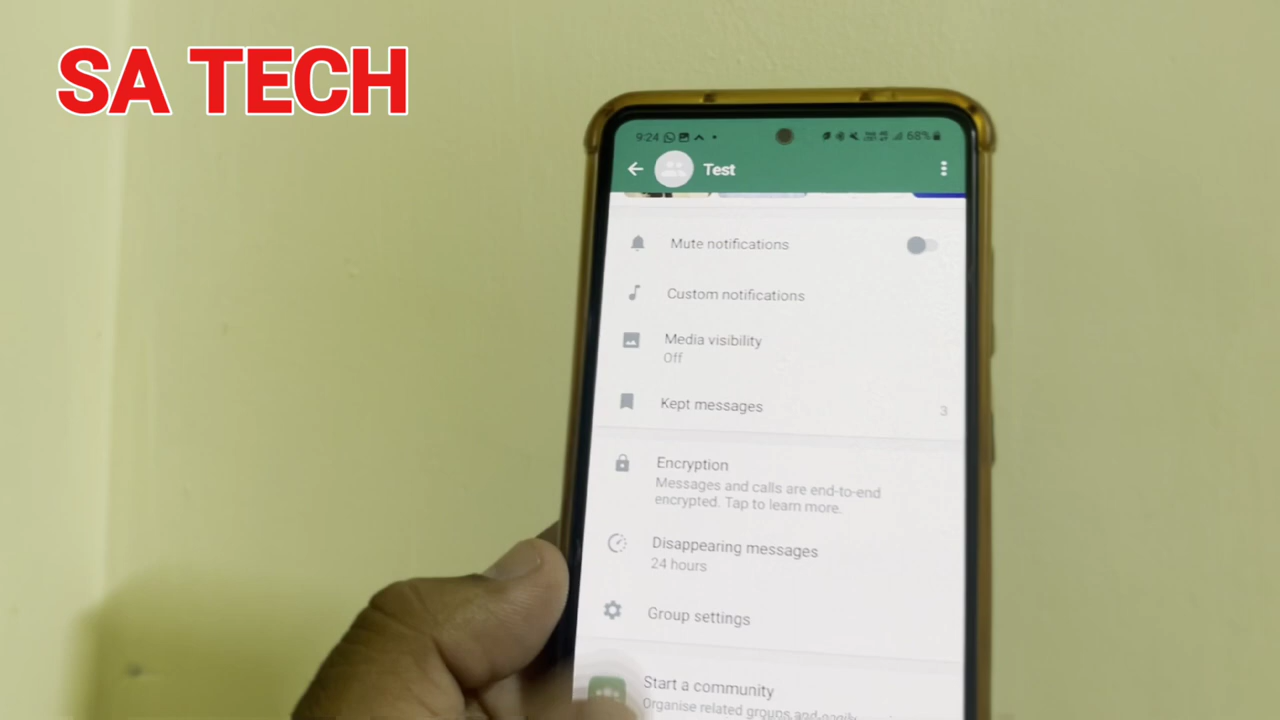 SA TECH
9:24
68%
Test
Mute notifications
Custom notifications
Media visibility
Off
Kept messages
3
Encryption
Messages and calls are end-to-end
encrypted. Tap to learn more.
Disappearing messages
24 hours
Group settings
Start a community
Organise related groups and easily